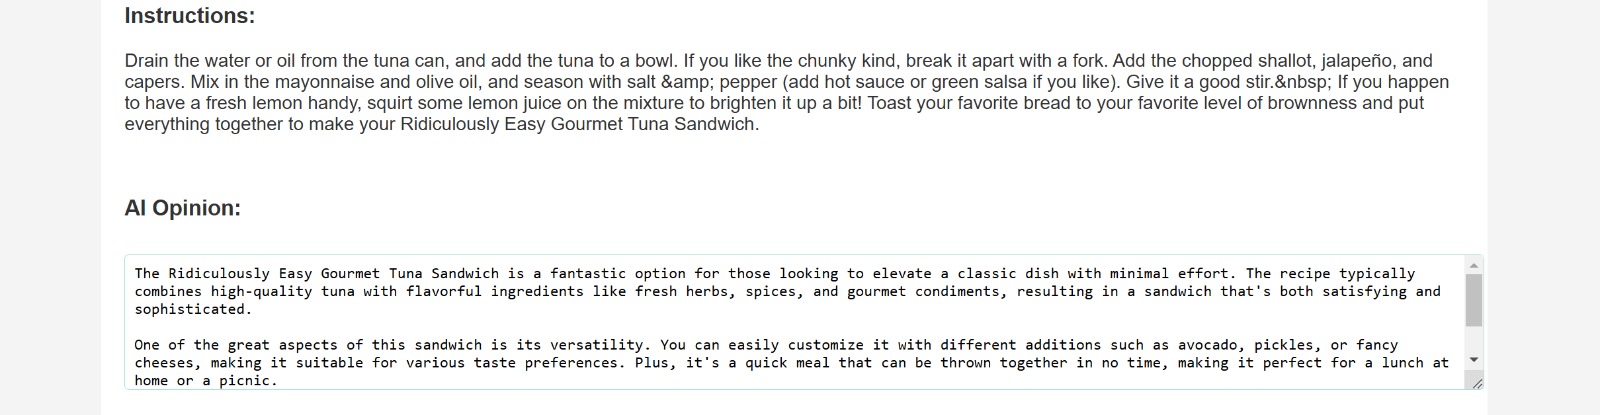 Instructions:
Drain the water or oil from the tuna can, and add the tuna to a bowl. If you like the chunky kind, break it apart with a fork. Add the chopped shallot, jalapeño, and
capers. Mix in the mayonnaise and olive oil, and season with salt &amp; pepper (add hot sauce or green salsa if you like). Give it a good stir.&nbsp; If you happen
to have a fresh lemon handy, squirt some lemon juice on the mixture to brighten it up a bit! Toast your favorite bread to your favorite level of brownness and put
everything together to make your Ridiculously Easy Gourmet Tuna Sandwich.
AI Opinion:
The Ridiculously Easy Gourmet Tuna Sandwich is a fantastic option for those looking to elevate a classic dish with minimal effort. The recipe typically
combines high-quality tuna with flavorful ingredients like fresh herbs, spices, and gourmet condiments, resulting in a sandwich that's both satisfying and
sophisticated.
One of the great aspects of this sandwich is its versatility. You can easily customize it with different additions such as avocado, pickles, or fancy
cheeses, making it suitable for various taste preferences. Plus, it's a quick meal that can be thrown together in no time, making it perfect for a lunch at
home or a picnic.